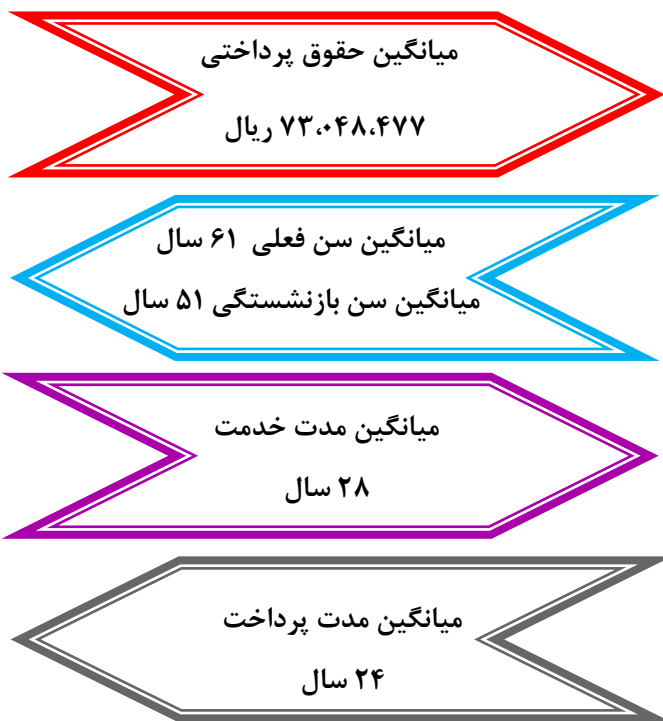 میانگین حقوق پرداختی
۷۳،۰۴۸،۴۷۷ ریال
میانگین سن فعلی ۶۱ سال
میانگین سن بازنشستگی ۵۱ سال
میانگین مدت خدمت
۲۸ سال
میانگین مدت پرداخت
۲۴ سال